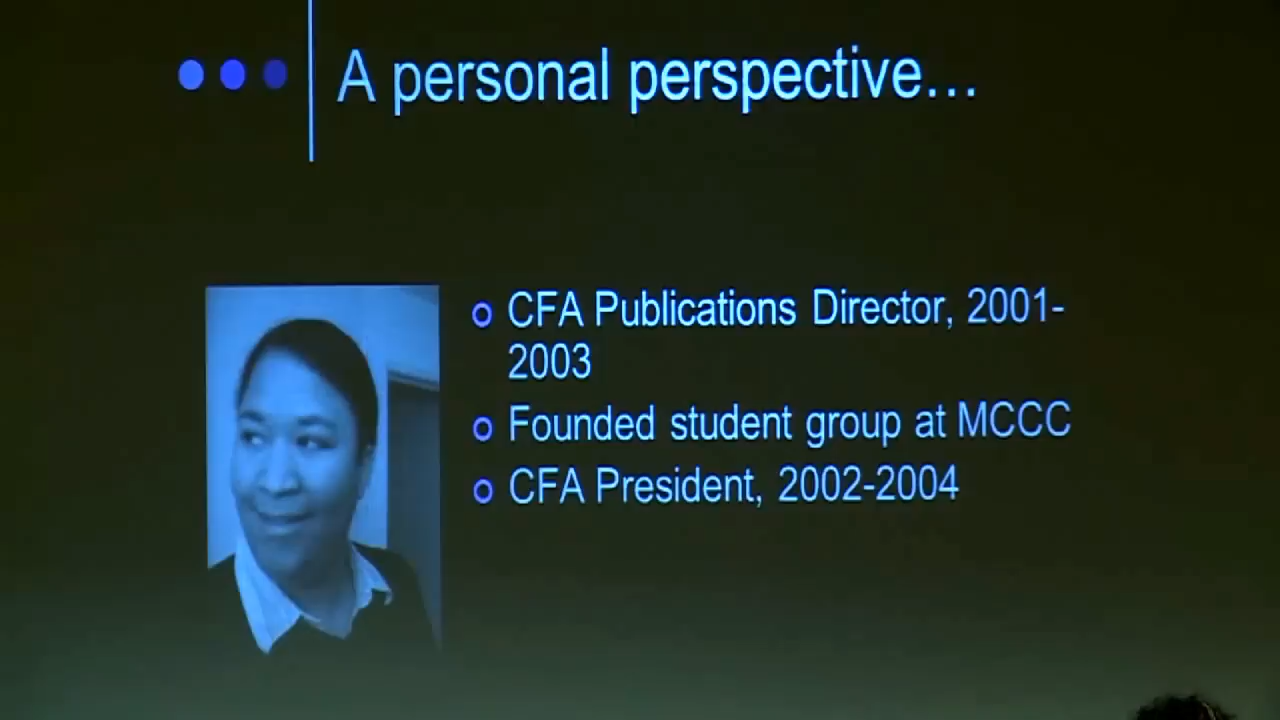 A personal perspective…
CFA Publications Director, 2001-
2003
Founded student group at MCCC
CFA President, 2002-2004